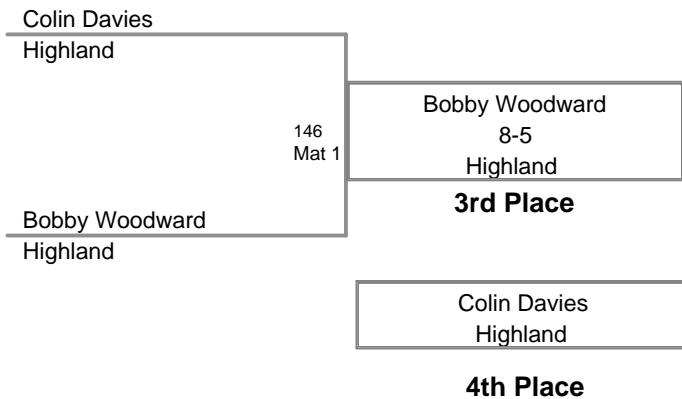 Colin Davies
Highland
146
Mat 1
Bobby Woodward
8-5
Highland
3rd Place
Bobby Woodward
Highland
Colin Davies
Highland
4th Place